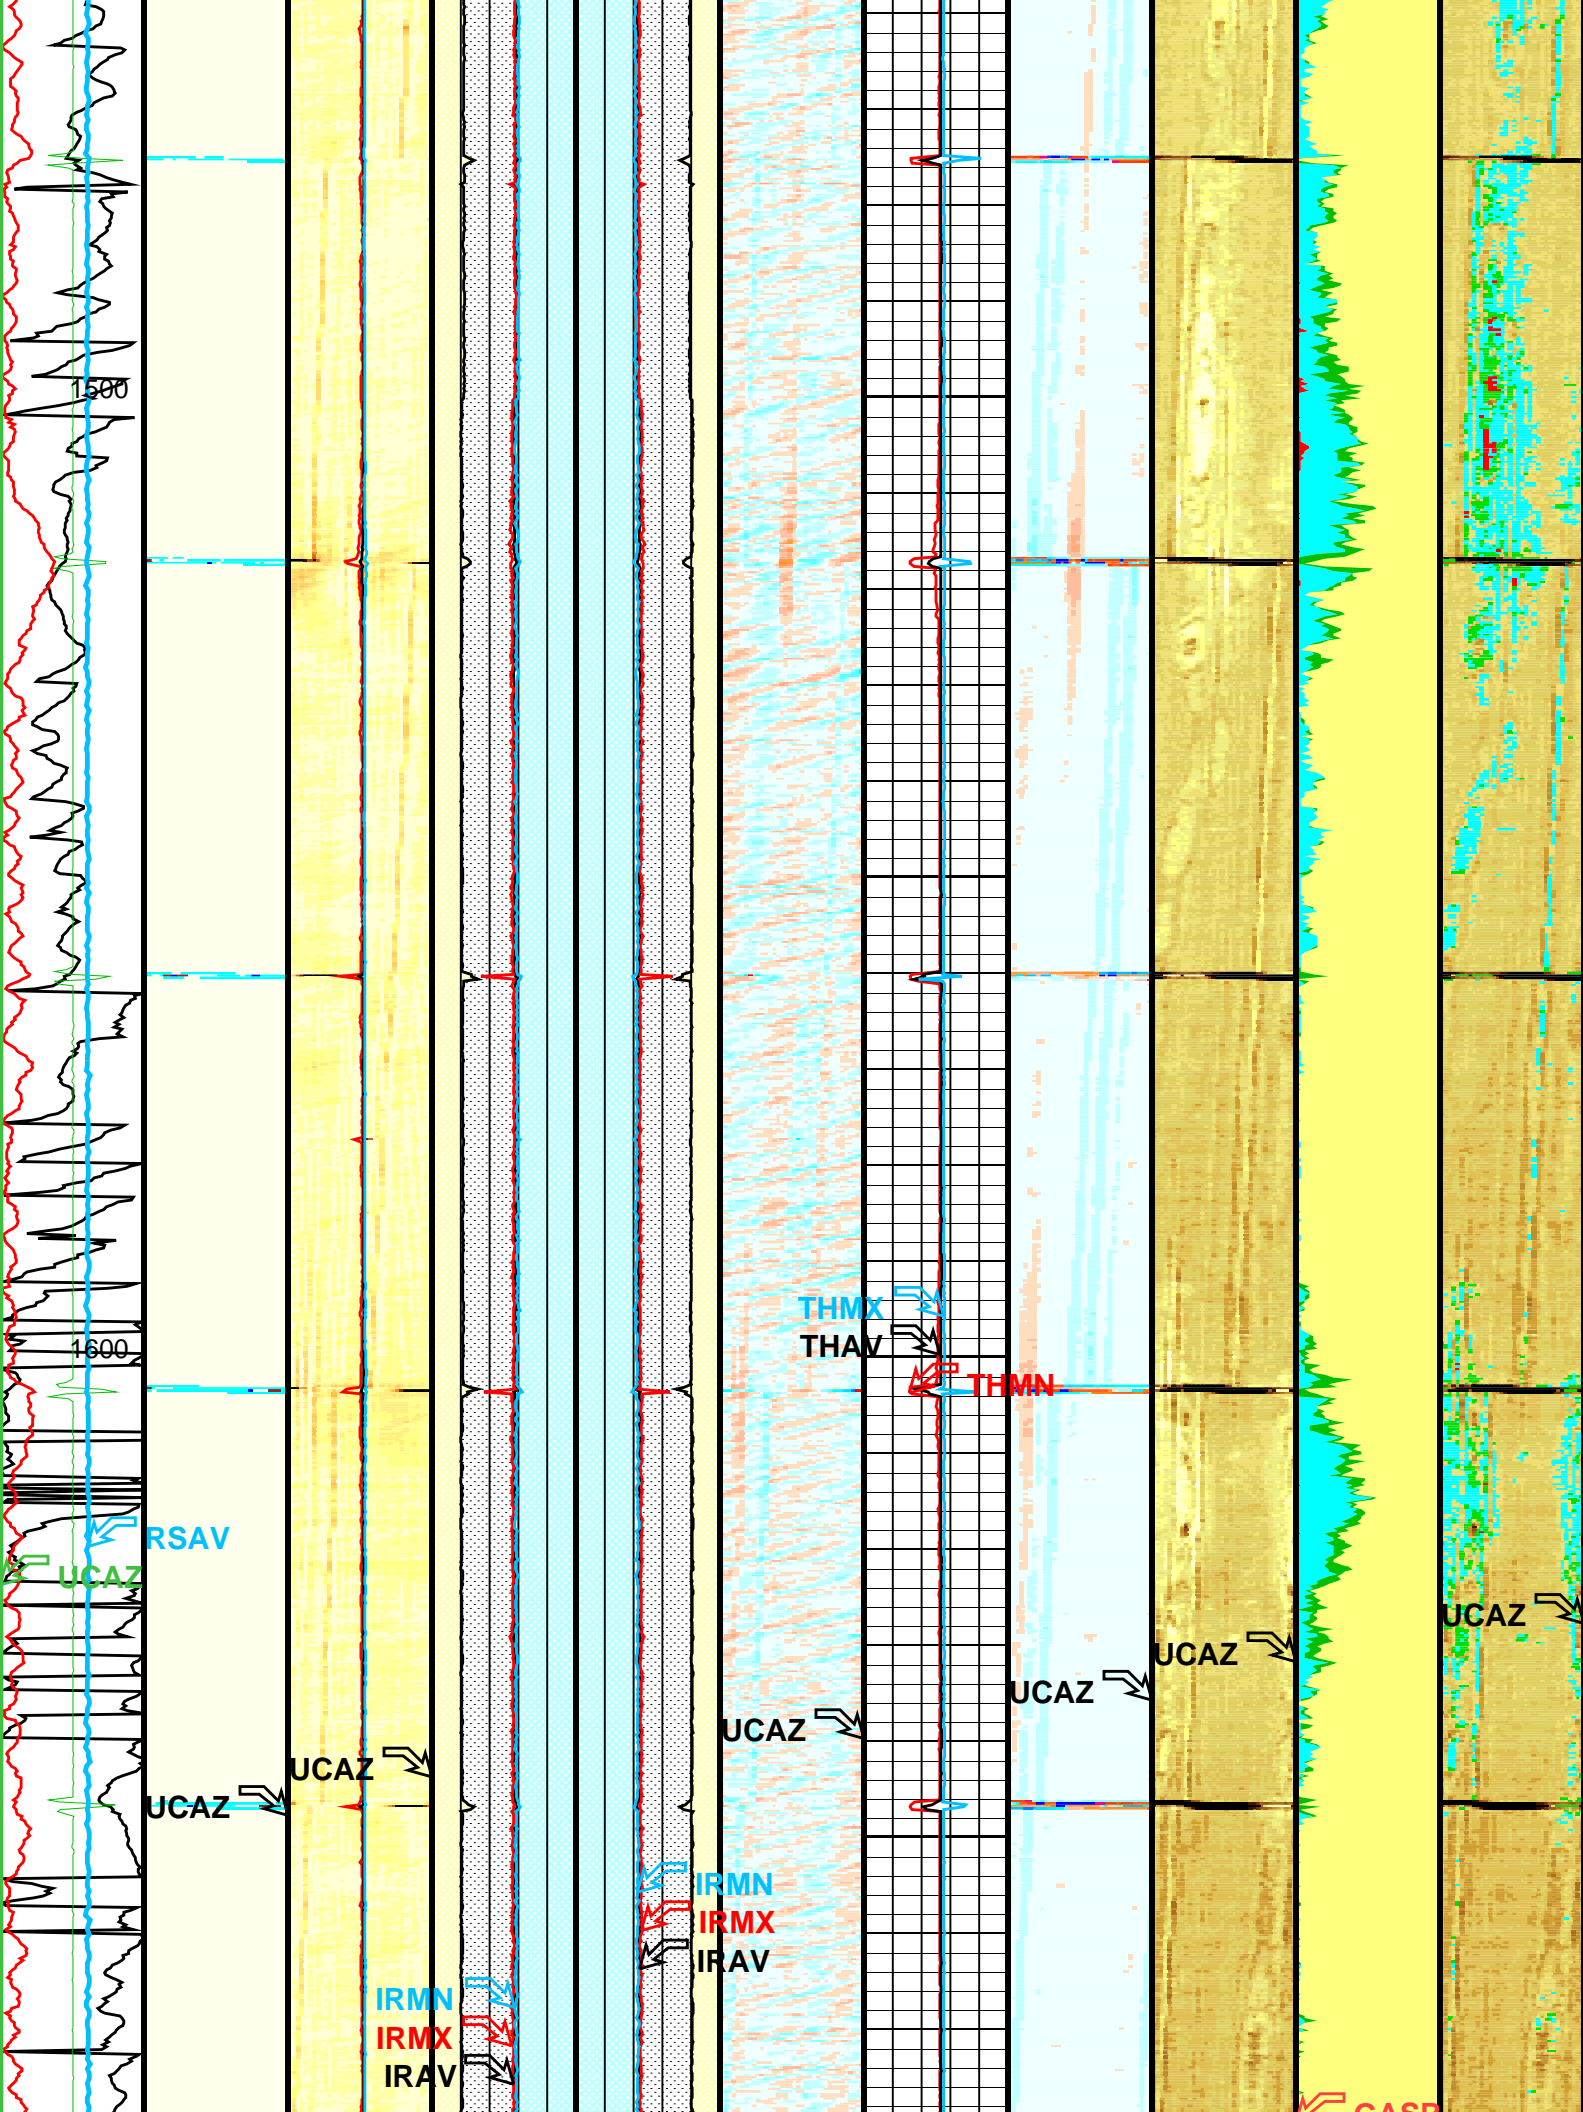 1500
THMX
THAV
1600
THMN
RSAV
UCAZ
UCAZ
UCAZ
UCAZ
UCAZ
UCAZ
UCAZ
IRMN
IRMX
IRAV
IRMN
IRMX
IRAV